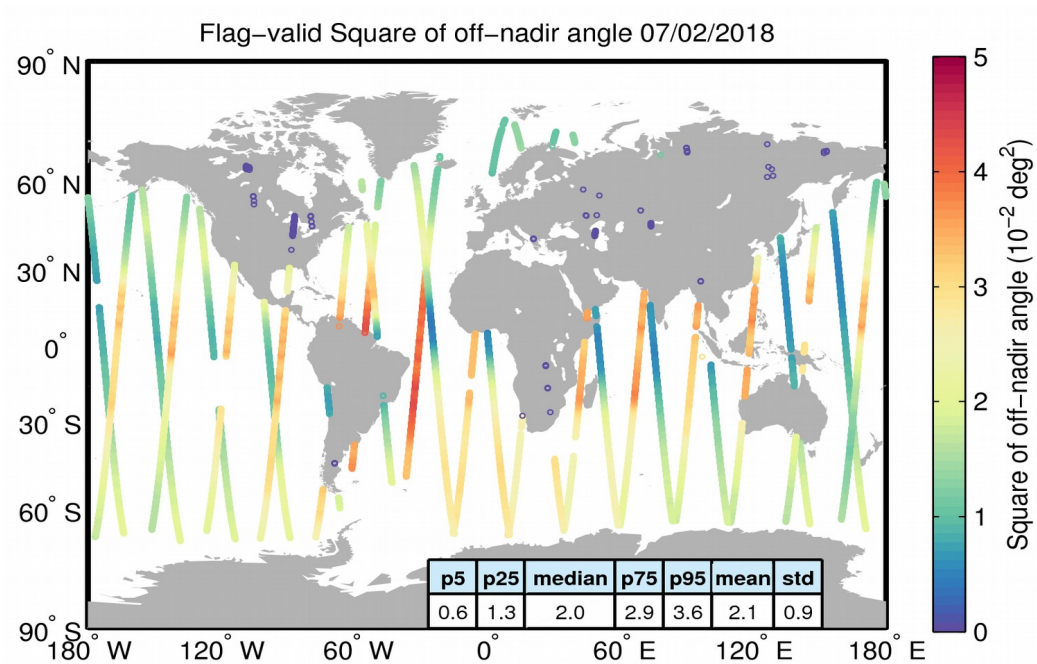 Flag−valid Square of off−nadir angle 07/02/2018
90° N
60° N
30° N
0°
30° S
60° S
90° S
180° W
120° W
60° W
0°
60° E
120° E
180° E
p5 p25 median p75 p95 mean std
0.6 1.3 2.0 2.9 3.6 2.1 0.9
5
4
3
2
1
0
Square of off−nadir angle (10⁻² deg²)